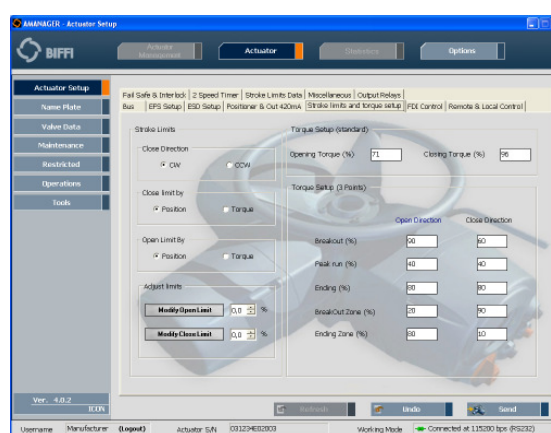 AMANAGER - Actuator Setup
BIFFI
Actuator Management
Actuator
Statistics
Options
Actuator Setup
Name Plate
Valve Data
Maintenance
Restricted
Operations
Tools
Fail Safe & Interlock | 2 Speed Timer | Stroke Limits Data | Miscellaneous | Output Relays
Bus | EPS Setup | ESD Setup | Positioner & Out 420mA | Stroke limits and torque setup | FDI Control | Remote & Local Control
Stroke Limits
Close Direction
CW CCW
Close limit by
Position Torque
Open Limit By
Position Torque
Adjust limits
Modify Open Limit 0,0 %
Modify Close Limit 0,0 %
Torque Setup (standard)
Opening Torque (%) 71 Closing Torque (%) 96
Torque Setup (3 Points)
Open Direction Close Direction
Breakout (%) 90 60
Peak run (%) 40 40
Ending (%) 80 80
BreakOut Zone (%) 20 90
Ending Zone (%) 80 10
Refresh Undo Send
Ver. 4.0.2
ICON
Username Manufacturer (Logout) Actuator S/N 031234E02003 Working Mode Connected at 115200 bps (RS232)